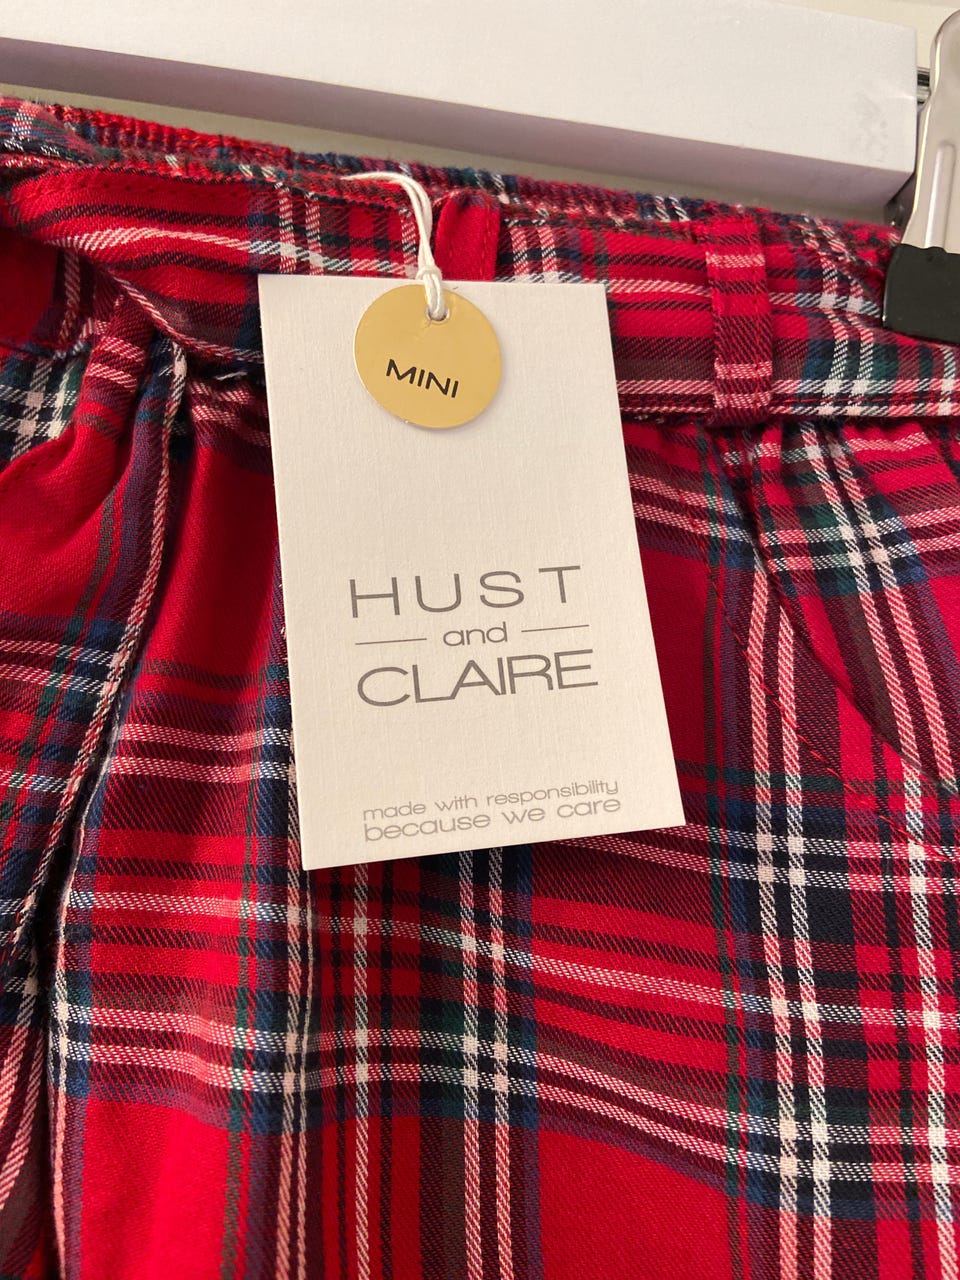 MINI
HUST
and
CLAIRE
made with responsibility
because we care